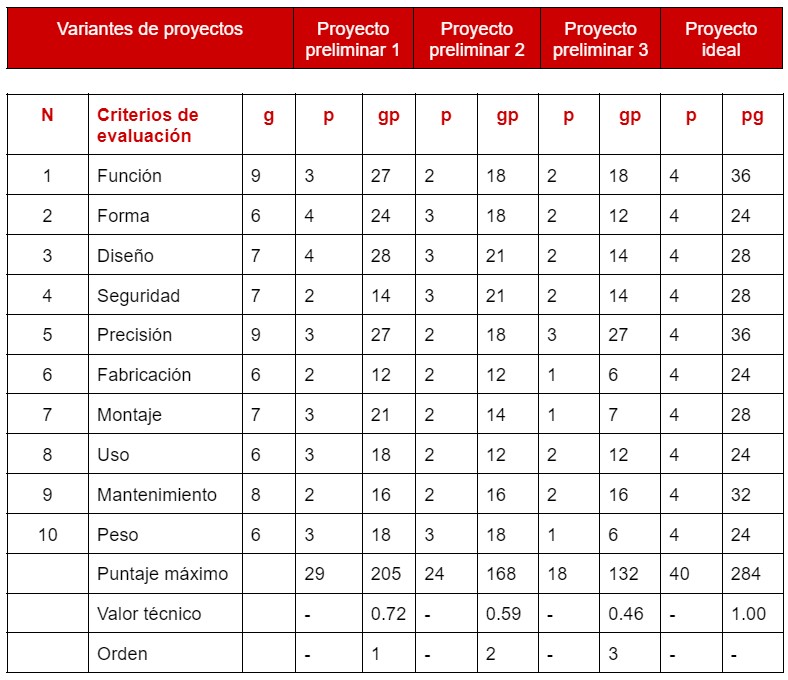 Variantes de proyectos Proyecto preliminar 1 Proyecto preliminar 2 Proyecto preliminar 3 Proyecto ideal
N Criterios de evaluación g p gp p gp p gp p pg
1 Función 9 3 27 2 18 2 18 4 36
2 Forma 6 4 24 3 18 2 12 4 24
3 Diseño 7 4 28 3 21 2 14 4 28
4 Seguridad 7 2 14 3 21 2 14 4 28
5 Precisión 9 3 27 2 18 3 27 4 36
6 Fabricación 6 2 12 2 12 1 6 4 24
7 Montaje 7 3 21 2 14 1 7 4 28
8 Uso 6 3 18 2 12 2 12 4 24
9 Mantenimiento 8 2 16 2 16 2 16 4 32
10 Peso 6 3 18 3 18 1 6 4 24
Puntaje máximo 29 205 24 168 18 132 40 284
Valor técnico - 0.72 - 0.59 - 0.46 - 1.00
Orden - 1 - 2 - 3 - -